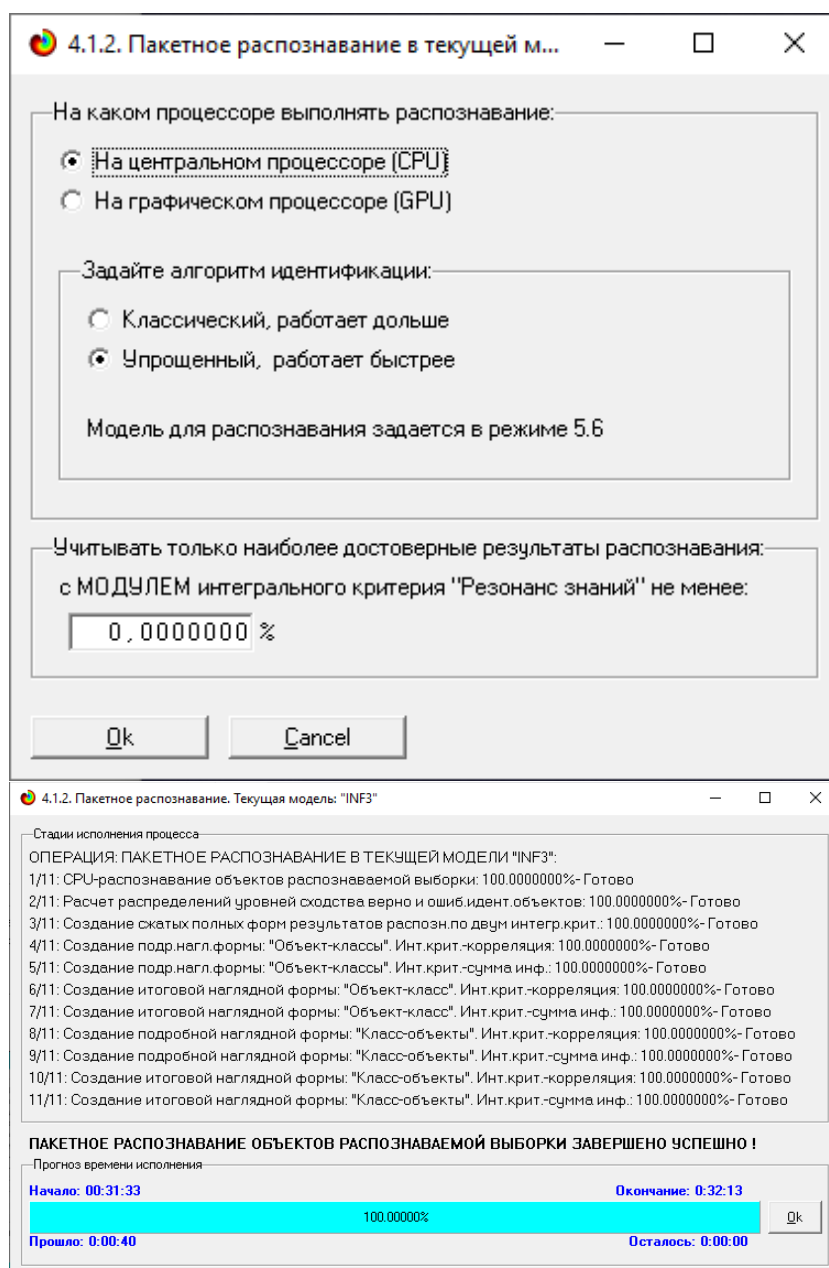 4.1.2. Пакетное распознавание в текущей м...
На каком процессоре выполнять распознавание:
На центральном процессоре (CPU)
На графическом процессоре (GPU)
Задайте алгоритм идентификации:
Классический, работает дольше
Упрощенный, работает быстрее
Модель для распознавания задается в режиме 5.6
Учитывать только наиболее достоверные результаты распознавания:
с МОДУЛЕМ интегрального критерия "Резонанс знаний" не менее:
0,0000000 %
Ok Cancel
4.1.2. Пакетное распознавание. Текущая модель: "INF3"
Стадии исполнения процесса
ОПЕРАЦИЯ: ПАКЕТНОЕ РАСПОЗНАВАНИЕ В ТЕКУЩЕЙ МОДЕЛИ "INF3":
1/11: CPU-распознавание объектов распознаваемой выборки: 100.0000000%- Готово
2/11: Расчет распределений уровней сходства верно и ошиб.идент.объектов: 100.0000000%- Готово
3/11: Создание сжатых полных форм результатов распозн.по двум интегр.крит.: 100.0000000%- Готово
4/11: Создание подр.нагл.формы: "Объект-классы". Инт.крит.-корреляция: 100.0000000%- Готово
5/11: Создание подр.нагл.формы: "Объект-классы". Инт.крит.-сумма инф.: 100.0000000%- Готово
6/11: Создание итоговой наглядной формы: "Объект-класс". Инт.крит.-корреляция: 100.0000000%- Готово
7/11: Создание итоговой наглядной формы: "Объект-класс". Инт.крит.-сумма инф.: 100.0000000%- Готово
8/11: Создание подробной наглядной формы: "Класс-объекты". Инт.крит.-корреляция: 100.0000000%- Готово
9/11: Создание подробной наглядной формы: "Класс-объекты". Инт.крит.-сумма инф.: 100.0000000%- Готово
10/11: Создание итоговой наглядной формы: "Класс-объекты". Инт.крит.-корреляция: 100.0000000%- Готово
11/11: Создание итоговой наглядной формы: "Класс-объекты". Инт.крит.-сумма инф.: 100.0000000%- Готово
ПАКЕТНОЕ РАСПОЗНАВАНИЕ ОБЪЕКТОВ РАСПОЗНАВАЕМОЙ ВЫБОРКИ ЗАВЕРШЕНО УСПЕШНО !
Прогноз времени исполнения
Начало: 00:31:33 Окончание: 0:32:13
100.00000% Ok
Прошло: 0:00:40 Осталось: 0:00:00